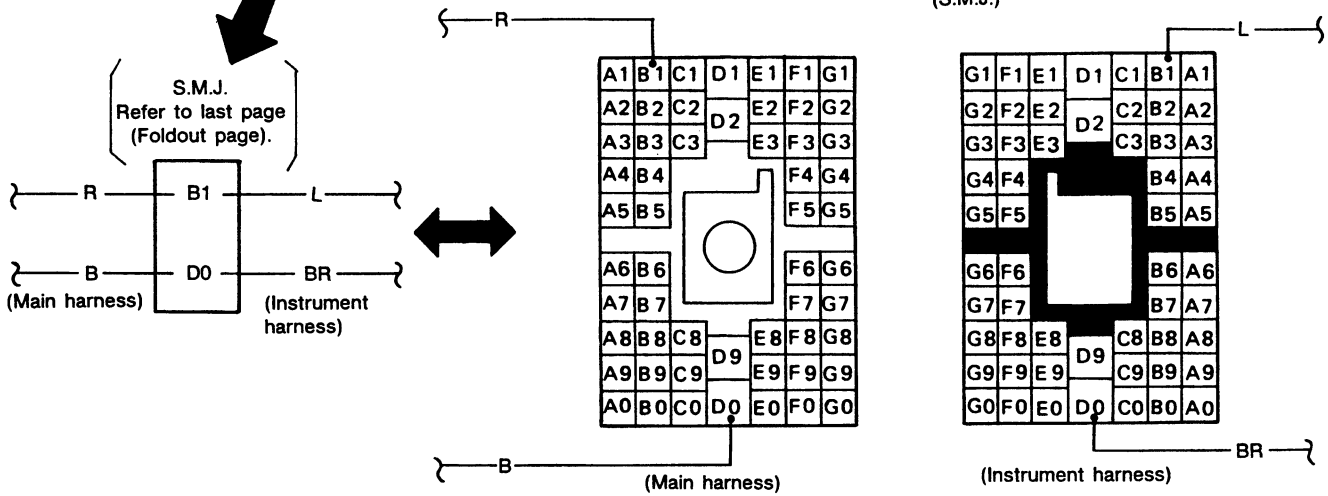 S.M.J.
Refer to last page
(Foldout page).
R B1 L
B D0 BR
(Main harness) (Instrument
harness)
R
A1 B1 C1 D1 E1 F1 G1
A2 B2 C2 D2 E2 F2 G2
A3 B3 C3 E3 F3 G3
A4 B4 F4 G4
A5 B5 F5 G5
A6 B6 F6 G6
A7 B7 F7 G7
A8 B8 C8 E8 F8 G8
D9
A9 B9 C9 E9 F9 G9
A0 B0 C0 D0 E0 F0 G0
B
(Main harness)
(S.M.J.)
L
G1 F1 E1 D1 C1 B1 A1
G2 F2 E2 D2 C2 B2 A2
G3 F3 E3 C3 B3 A3
G4 F4 B4 A4
G5 F5 B5 A5
G6 F6 B6 A6
G7 F7 B7 A7
G8 F8 E8 C8 B8 A8
D9
G9 F9 E9 C9 B9 A9
G0 F0 E0 D0 C0 B0 A0
BR
(Instrument harness)